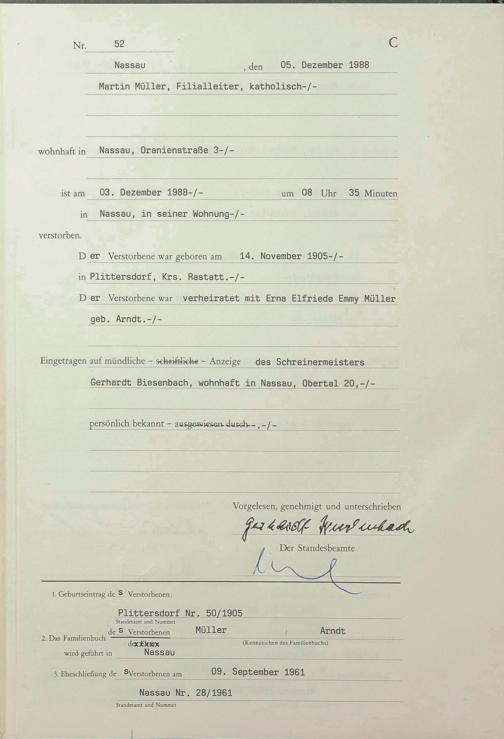 Nr. 52 C
Nassau , den 05. Dezember 1988
Martin Müller, Filialleiter, katholisch-/-
wohnhaft in Nassau, Oranienstraße 3-/-
ist am 03. Dezember 1988-/- um 08 Uhr 35 Minuten
in Nassau, in seiner Wohnung-/-
verstorben.
D er Verstorbene war geboren am 14. November 1905-/-
in Plittersdorf, Krs. Rastatt.-/-
D er Verstorbene war verheiratet mit Erna Elfriede Emmy Müller
geb. Arndt.-/-
Eingetragen auf mündliche – schriftliche – Anzeige des Schreinermeisters
Gerhardt Biesenbach, wohnhaft in Nassau, Obertal 20,-/-
persönlich bekannt – ausgewiesen durch-.-/-
Vorgelesen, genehmigt und unterschrieben
Gerhardt Biesenbach
Der Standesbeamte
1. Geburtseintrag de s Verstorbenen:
Plittersdorf Nr. 50/1905
Standesamt und Nummer
de s Verstorbenen Müller / Arndt
2. Das Familienbuch (Kennzeichen des Familienbuchs)
wird geführt in Nassau
3. Eheschließung de s Verstorbenen am 09. September 1961
Nassau Nr. 28/1961
Standesamt und Nummer